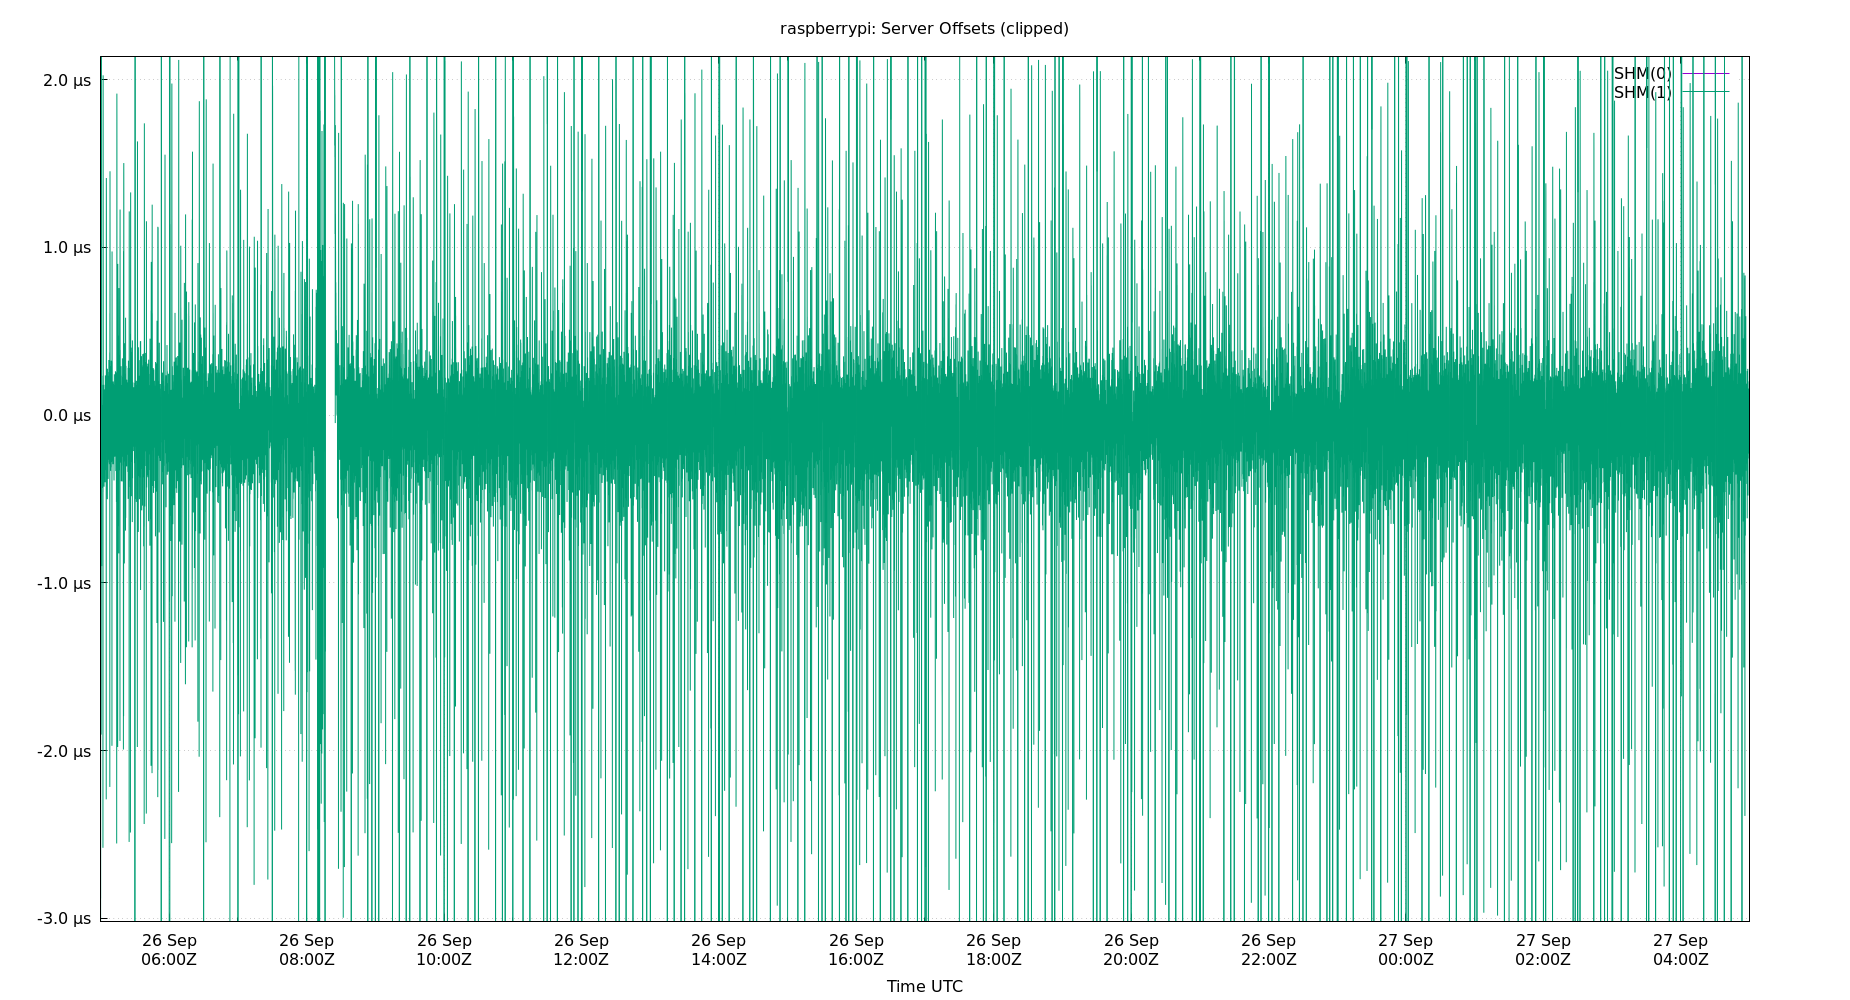 raspberrypi: Server Offsets (clipped)
SHM(0)
SHM(1)
2.0 µs
1.0 µs
0.0 µs
-1.0 µs
-2.0 µs
-3.0 µs
26 Sep 26 Sep 26 Sep 26 Sep 26 Sep 26 Sep 26 Sep 26 Sep 26 Sep 27 Sep 27 Sep 27 Sep
06:00Z 08:00Z 10:00Z 12:00Z 14:00Z 16:00Z 18:00Z 20:00Z 22:00Z 00:00Z 02:00Z 04:00Z
Time UTC